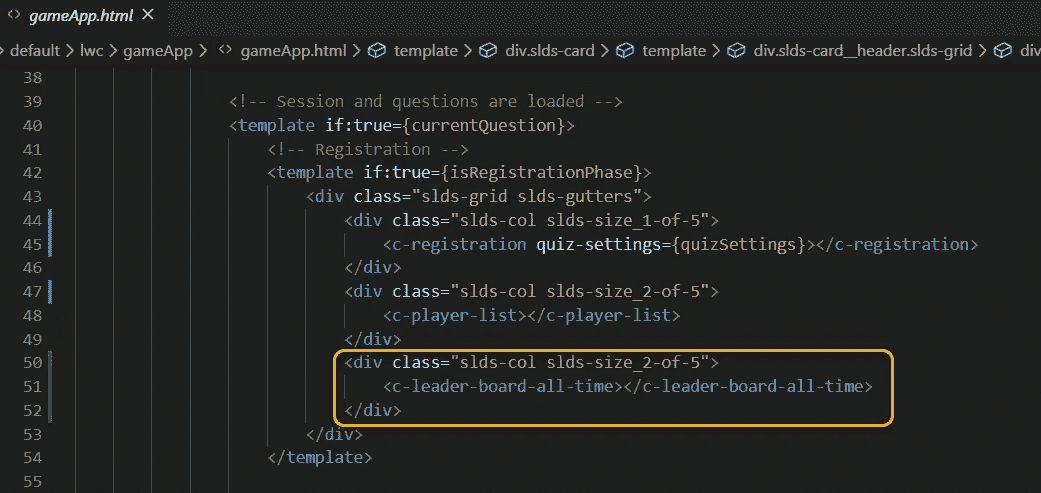 <> gameApp.html ×
> default > lwc > gameApp > <> gameApp.html > template > div.slds-card > template > div.slds-card__header.slds-grid > div
38
39 <!-- Session and questions are loaded -->
40 <template if:true={currentQuestion}>
41 <!-- Registration -->
42 <template if:true={isRegistrationPhase}>
43 <div class="slds-grid slds-gutters">
44 <div class="slds-col slds-size_1-of-5">
45 <c-registration quiz-settings={quizSettings}></c-registration>
46 </div>
47 <div class="slds-col slds-size_2-of-5">
48 <c-player-list></c-player-list>
49 </div>
50 <div class="slds-col slds-size_2-of-5">
51 <c-leader-board-all-time></c-leader-board-all-time>
52 </div>
53 </div>
54 </template>
55